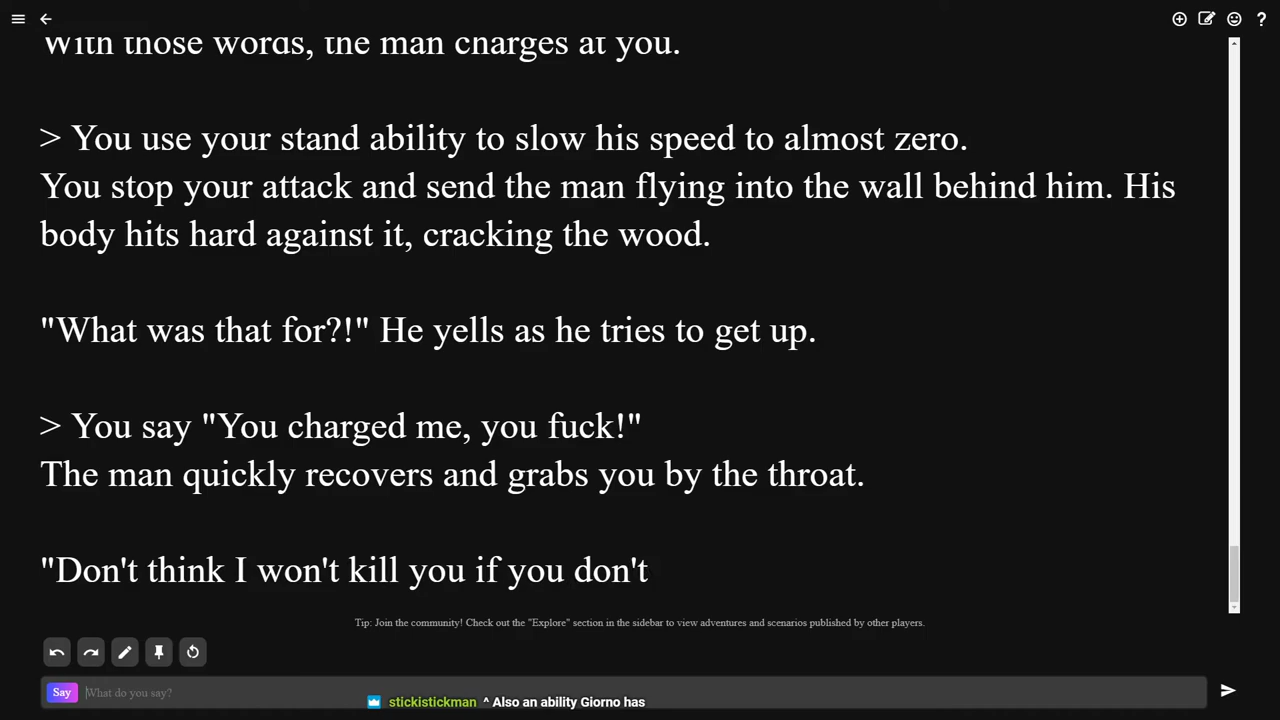 With those words, the man charges at you.
> You use your stand ability to slow his speed to almost zero.
You stop your attack and send the man flying into the wall behind him. His
body hits hard against it, cracking the wood.
"What was that for?!" He yells as he tries to get up.
> You say "You charged me, you fuck!"
The man quickly recovers and grabs you by the throat.
"Don't think I won't kill you if you don't
Tip: Join the community! Check out the "Explore" section in the sidebar to view adventures and scenarios published by other players.
Say What do you say?
stickistickman ^ Also an ability Giorno has